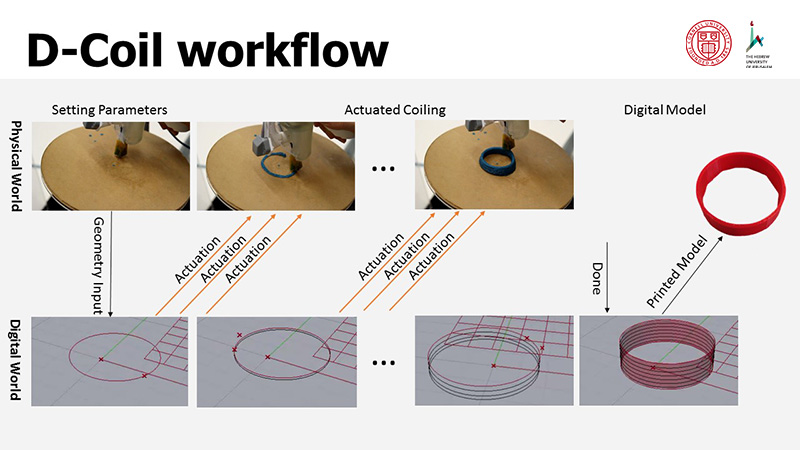 D-Coil workflow
THE HEBREW
UNIVERSITY
OF JERUSALEM
Setting Parameters
Actuated Coiling
Digital Model
Physical World
...
Geometry Input
Actuation
Actuation
Actuation
Actuation
Actuation
Actuation
Done
Printed Model
Digtal World
...